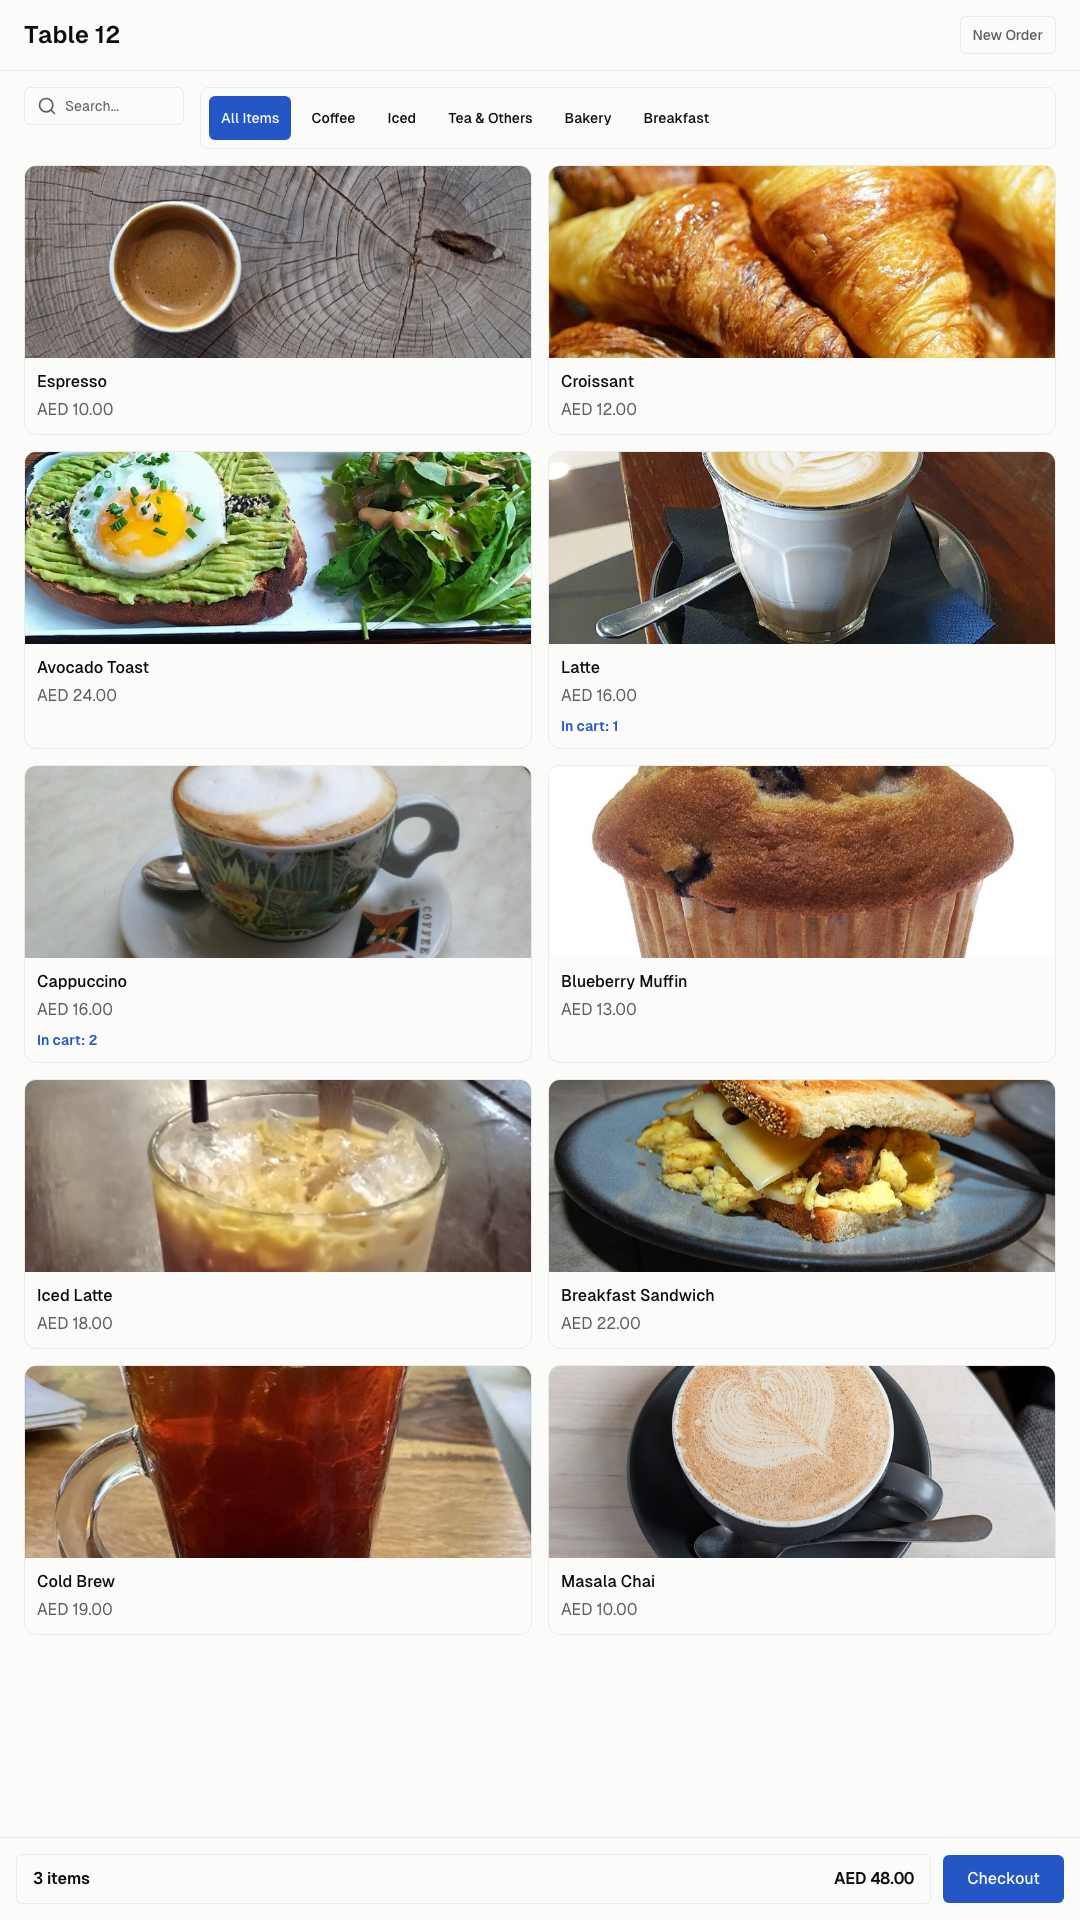 Table 12
New Order
Search...
All Items
Coffee
Iced
Tea & Others
Bakery
Breakfast
Espresso
AED 10.00
Croissant
AED 12.00
Avocado Toast
AED 24.00
Latte
AED 16.00
In cart: 1
COFFEE
Cappuccino
AED 16.00
In cart: 2
Blueberry Muffin
AED 13.00
Iced Latte
AED 18.00
Breakfast Sandwich
AED 22.00
Cold Brew
AED 19.00
Masala Chai
AED 10.00
3 items
AED 48.00
Checkout